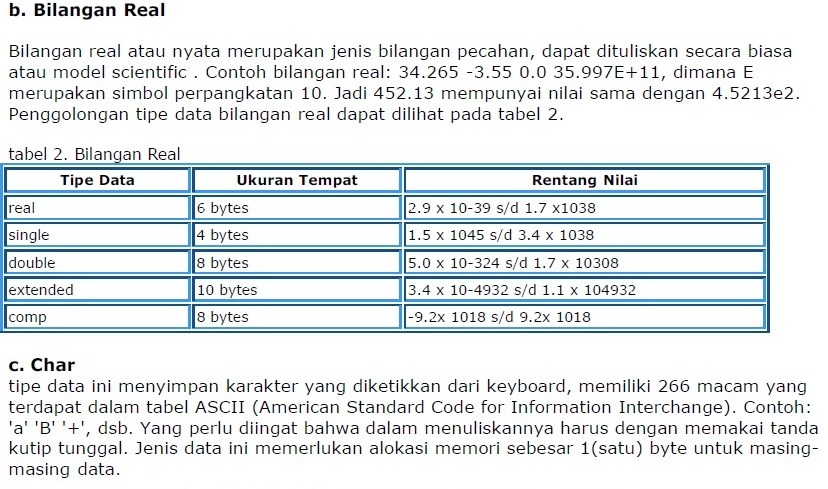 b. Bilangan Real
Bilangan real atau nyata merupakan jenis bilangan pecahan, dapat dituliskan secara biasa
atau model scientific . Contoh bilangan real: 34.265 -3.55 0.0 35.997E+11, dimana E
merupakan simbol perpangkatan 10. Jadi 452.13 mempunyai nilai sama dengan 4.5213e2.
Penggolongan tipe data bilangan real dapat dilihat pada tabel 2.
tabel 2. Bilangan Real
Tipe Data Ukuran Tempat Rentang Nilai
real 6 bytes 2.9 x 10-39 s/d 1.7 x1038
single 4 bytes 1.5 x 1045 s/d 3.4 x 1038
double 8 bytes 5.0 x 10-324 s/d 1.7 x 10308
extended 10 bytes 3.4 x 10-4932 s/d 1.1 x 104932
comp 8 bytes -9.2x 1018 s/d 9.2x 1018
c. Char
tipe data ini menyimpan karakter yang diketikkan dari keyboard, memiliki 266 macam yang
terdapat dalam tabel ASCII (American Standard Code for Information Interchange). Contoh:
'a' 'B' '+', dsb. Yang perlu diingat bahwa dalam menuliskannya harus dengan memakai tanda
kutip tunggal. Jenis data ini memerlukan alokasi memori sebesar 1(satu) byte untuk masing-
masing data.